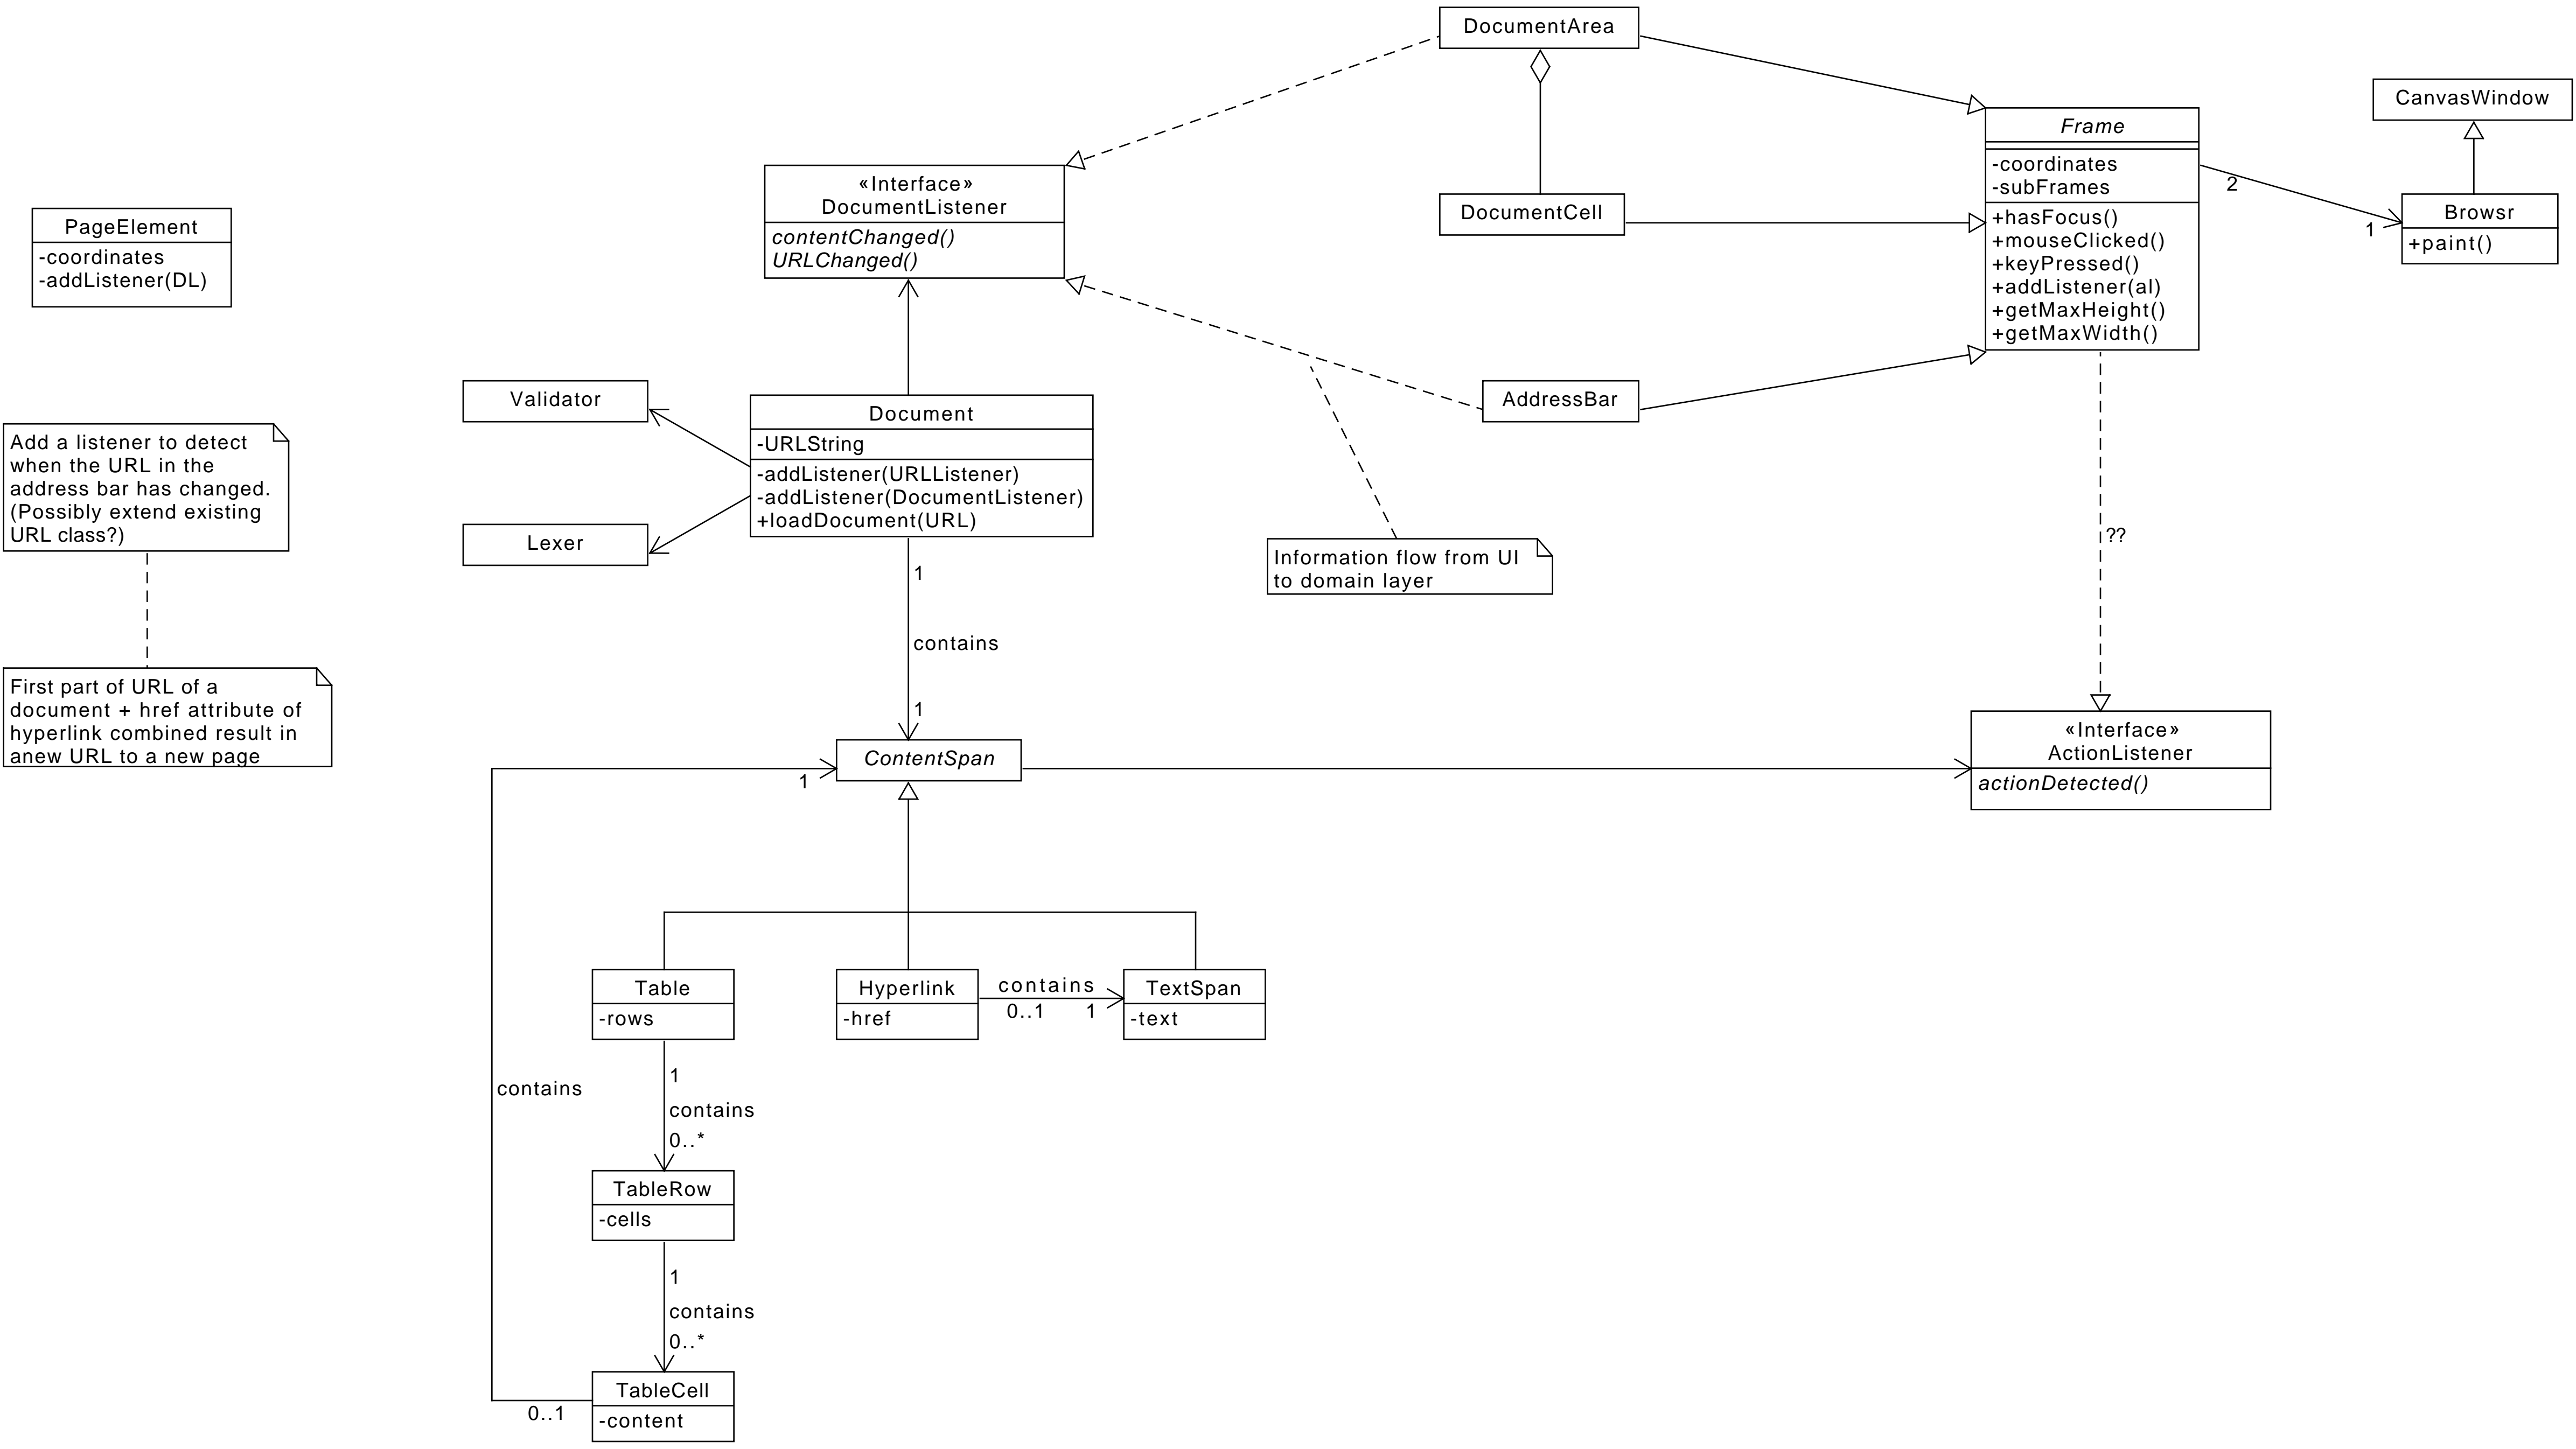 DocumentArea
CanvasWindow
Frame
-coordinates
-subFrames
+hasFocus()
+mouseClicked()
+keyPressed()
+addListener(al)
+getMaxHeight()
+getMaxWidth()
2
1
Browsr
+paint()
«Interface»
DocumentListener
contentChanged()
URLChanged()
DocumentCell
PageElement
-coordinates
-addListener(DL)
Validator
Document
-URLString
-addListener(URLListener)
-addListener(DocumentListener)
+loadDocument(URL)
AddressBar
Add a listener to detect
when the URL in the
address bar has changed.
(Possibly extend existing
URL class?)
Lexer
Information flow from UI
to domain layer
??
1
contains
1
First part of URL of a
document + href attribute of
hyperlink combined result in
anew URL to a new page
ContentSpan
1
«Interface»
ActionListener
actionDetected()
Table
-rows
Hyperlink
-href
contains
0..1
1
TextSpan
-text
contains
1
contains
0..*
TableRow
-cells
1
contains
0..*
TableCell
-content
0..1